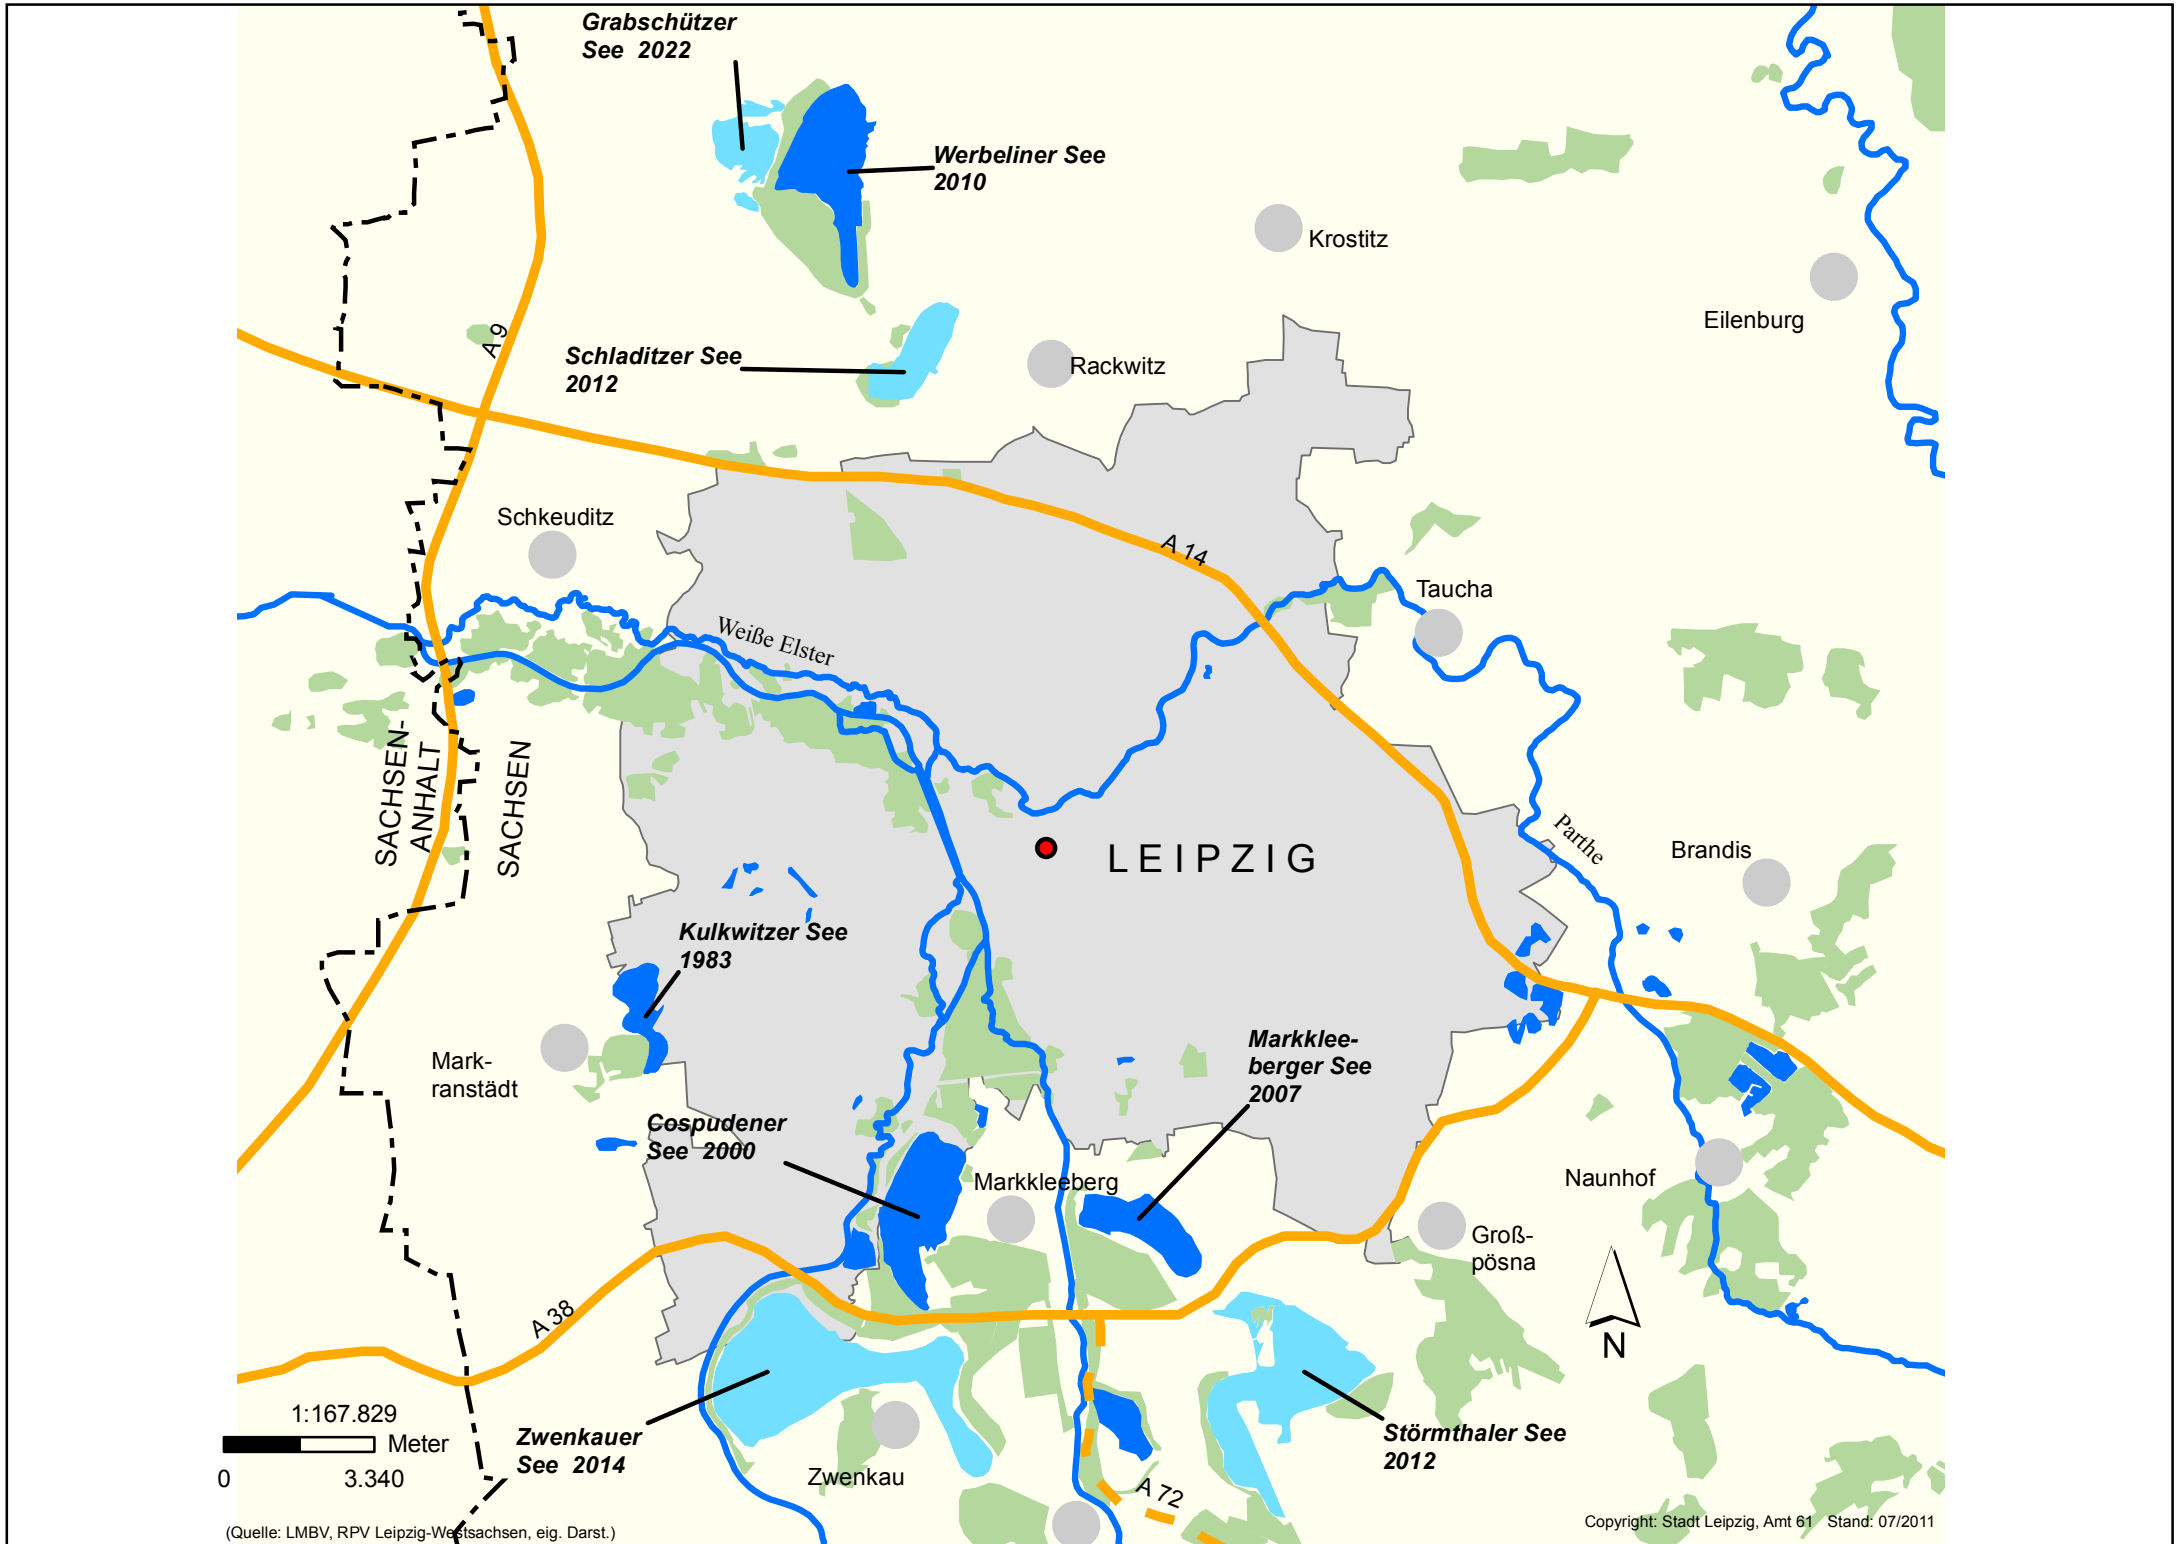 Grabschützer
See 2022
Werbeliner See
2010
Krostitz
Eilenburg
A 9
Schladitzer See
2012
Rackwitz
Schkeuditz
A 14
Taucha
Weiße Elster
SACHSEN-
ANHALT
SACHSEN
LEIPZIG
Parthe
Brandis
Kulkwitzer See
1983
Mark-
ranstädt
Markklee-
berger See
2007
Cospudener
See 2000
Markkleeberg
Naunhof
Groß-
pösna
A 38
N
1:167.829
Meter
0 3.340
Zwenkauer
See 2014
Zwenkau
Störmthaler See
2012
A 72
(Quelle: LMBV, RPV Leipzig-Westsachsen, eig. Darst.)
Copyright: Stadt Leipzig, Amt 61 Stand: 07/2011